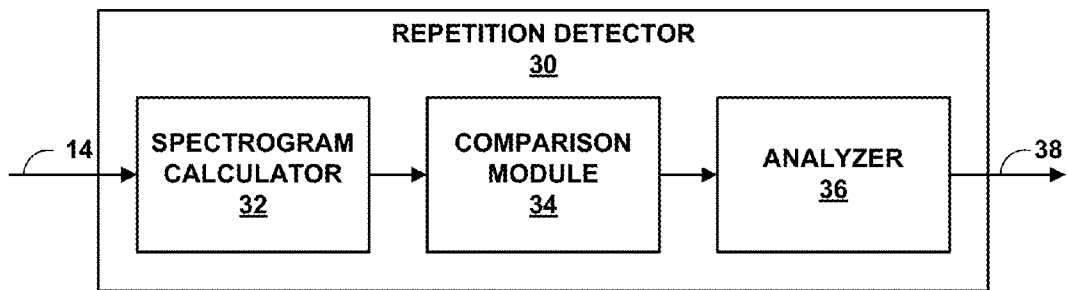 REPETITION DETECTOR
30
14
SPECTROGRAM
CALCULATOR
32
COMPARISON
MODULE
34
ANALYZER
36
38